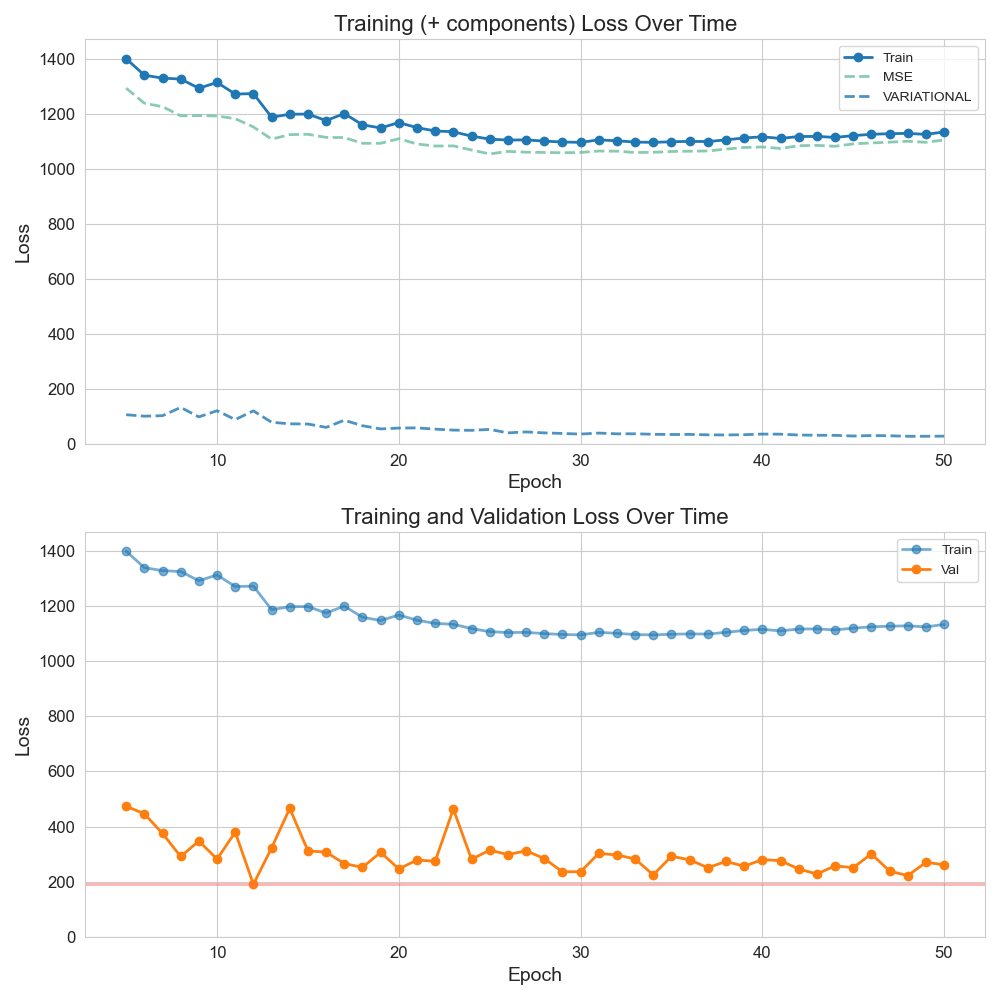 Training (+ components) Loss Over Time
1400
1200
1000
800
600
400
200
0
Loss
Train
MSE
VARIATIONAL
10 20 30 40 50
Epoch
Training and Validation Loss Over Time
1400
1200
1000
800
600
400
200
0
Loss
Train
Val
10 20 30 40 50
Epoch